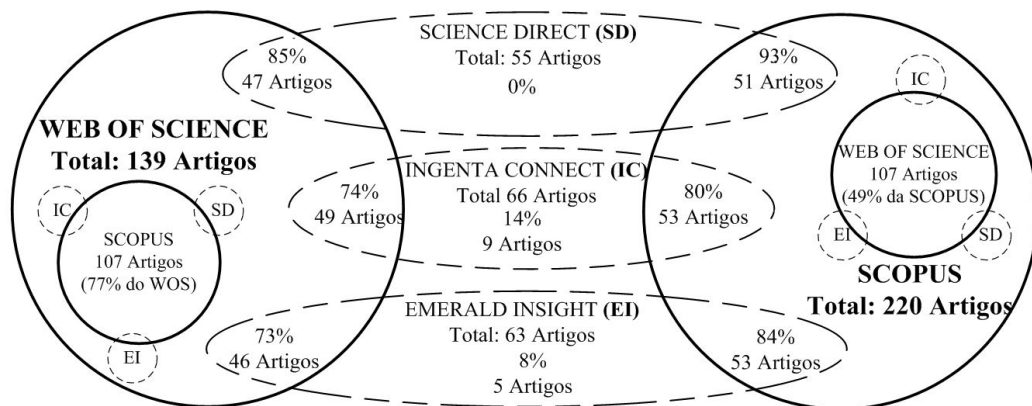 SCIENCE DIRECT (SD)
Total: 55 Artigos
0%
85%
47 Artigos
93%
51 Artigos
WEB OF SCIENCE
Total: 139 Artigos
IC
SD
SCOPUS
107 Artigos
(77% do WOS)
EI
INGENTA CONNECT (IC)
Total 66 Artigos
14%
9 Artigos
74%
49 Artigos
80%
53 Artigos
IC
WEB OF SCIENCE
107 Artigos
(49% da SCOPUS)
EI
SD
SCOPUS
Total: 220 Artigos
EMERALD INSIGHT (EI)
Total: 63 Artigos
8%
5 Artigos
73%
46 Artigos
84%
53 Artigos